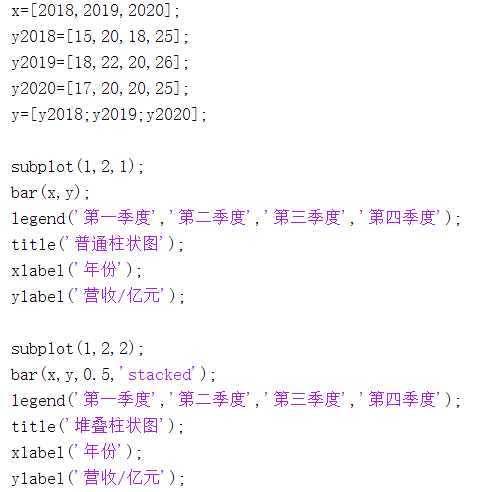 x=[2018,2019,2020];
y2018=[15,20,18,25];
y2019=[18,22,20,26];
y2020=[17,20,20,25];
y=[y2018;y2019;y2020];
subplot(1,2,1);
bar(x,y);
legend('第一季度','第二季度','第三季度','第四季度');
title('普通柱状图');
xlabel('年份');
ylabel('营收/亿元');
subplot(1,2,2);
bar(x,y,0.5,'stacked');
legend('第一季度','第二季度','第三季度','第四季度');
title('堆叠柱状图');
xlabel('年份');
ylabel('营收/亿元');